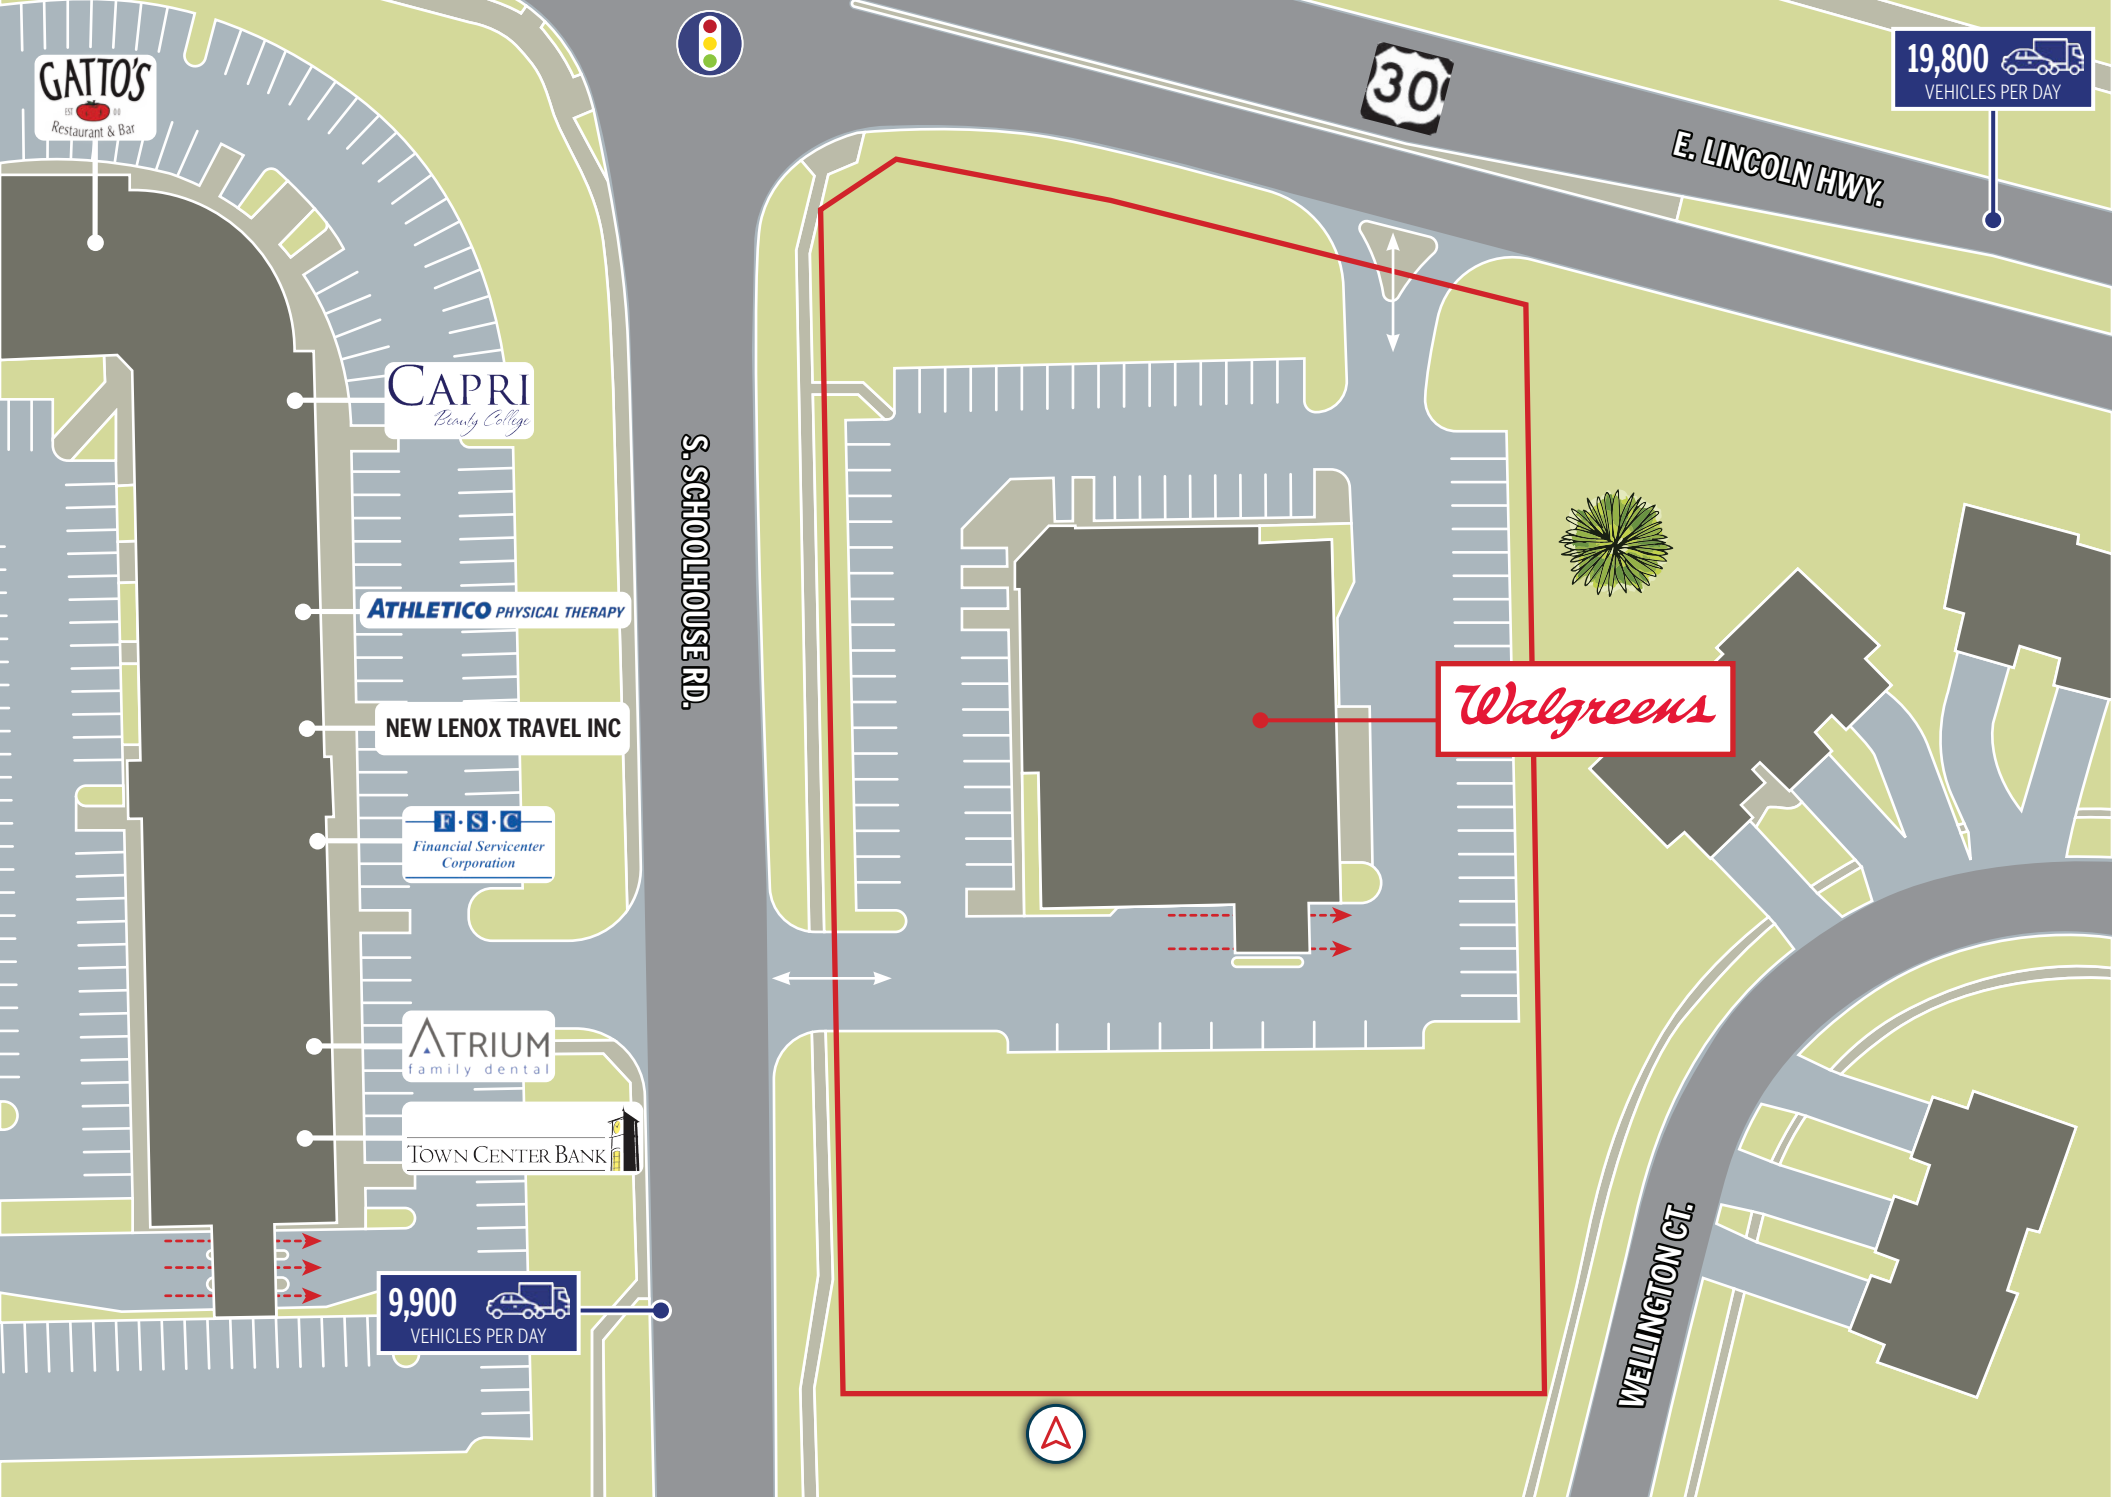 GATTO'S
EST 00
Restaurant & Bar
30
19,800
VEHICLES PER DAY
E. LINCOLN HWY.
CAPRI
Beauty College
S. SCHOOLHOUSE RD.
ATHLETICO PHYSICAL THERAPY
Walgreens
NEW LENOX TRAVEL INC
F·S·C
Financial Servicenter
Corporation
ATRIUM
family dental
TOWN CENTER BANK
WELLINGTON CT.
9,900
VEHICLES PER DAY